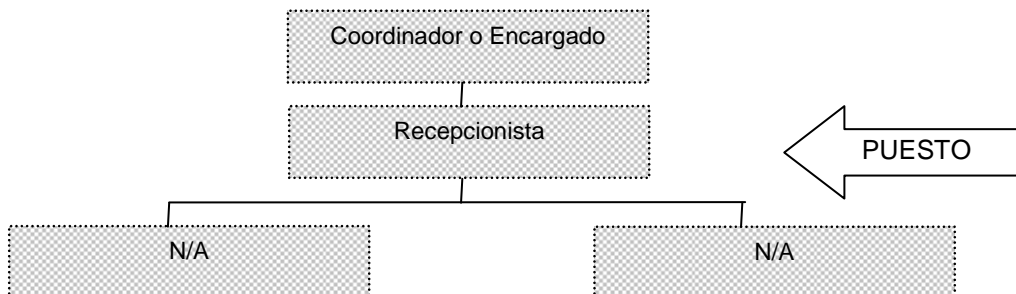 Coordinador o Encargado
Recepcionista
PUESTO
N/A
N/A